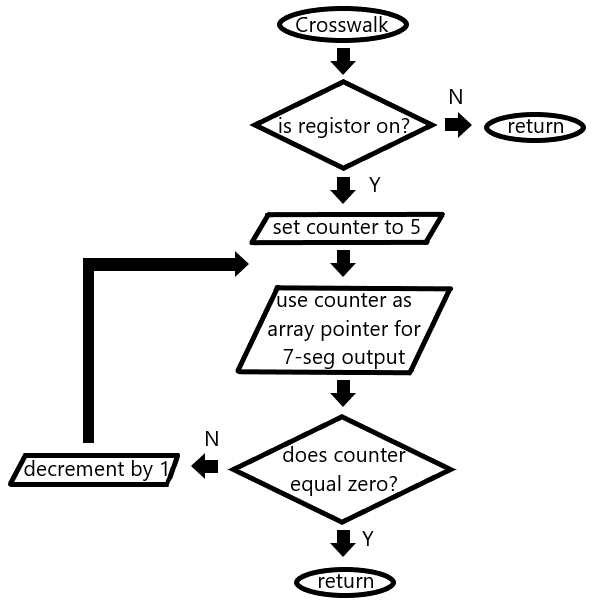 Crosswalk
is registor on?
N
return
Y
set counter to 5
use counter as
array pointer for
7-seg output
does counter
equal zero?
N
decrement by 1
Y
return